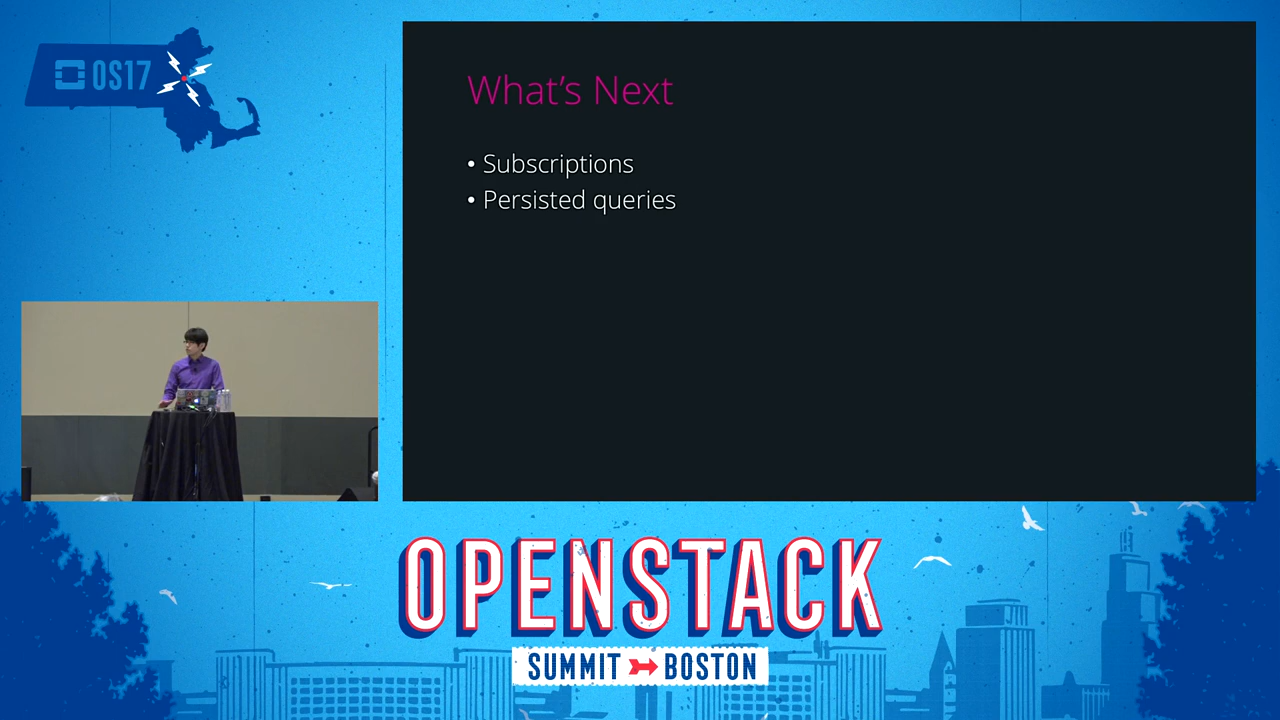 OS17
What's Next
• Subscriptions
• Persisted queries
OPENSTACK
SUMMIT BOSTON